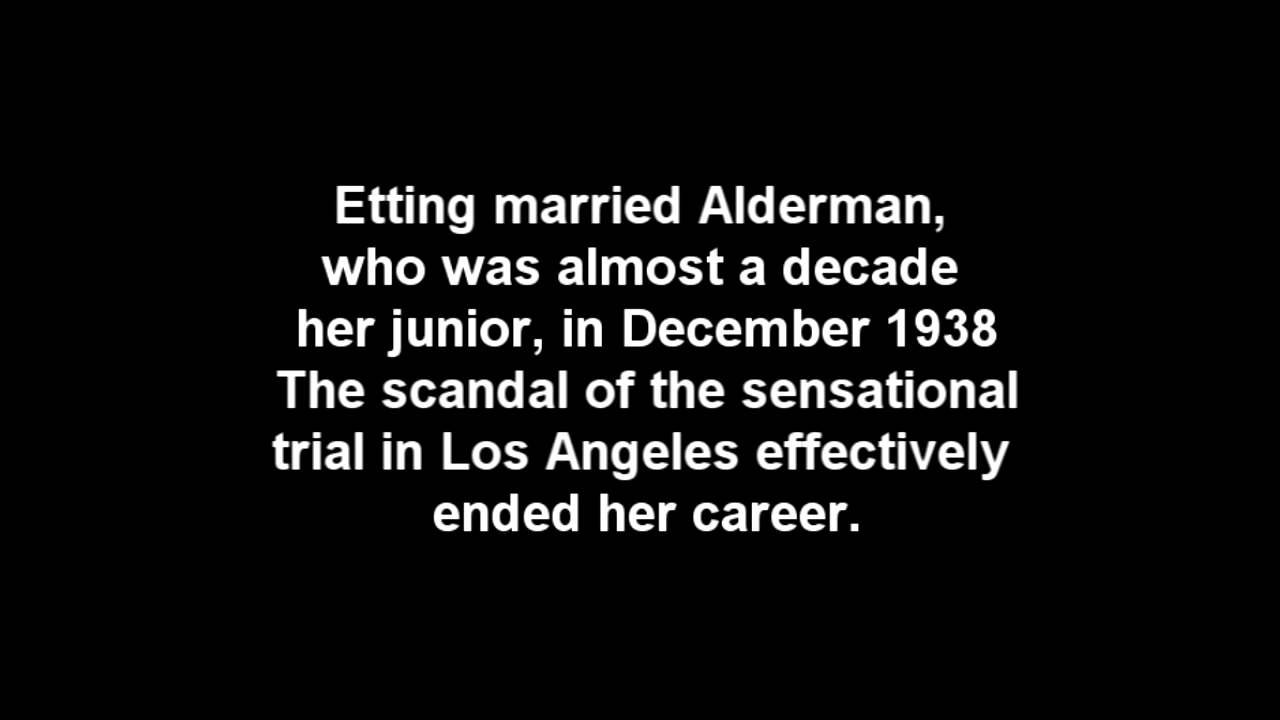 Etting married Alderman,
who was almost a decade
her junior, in December 1938
The scandal of the sensational
trial in Los Angeles effectively
ended her career.